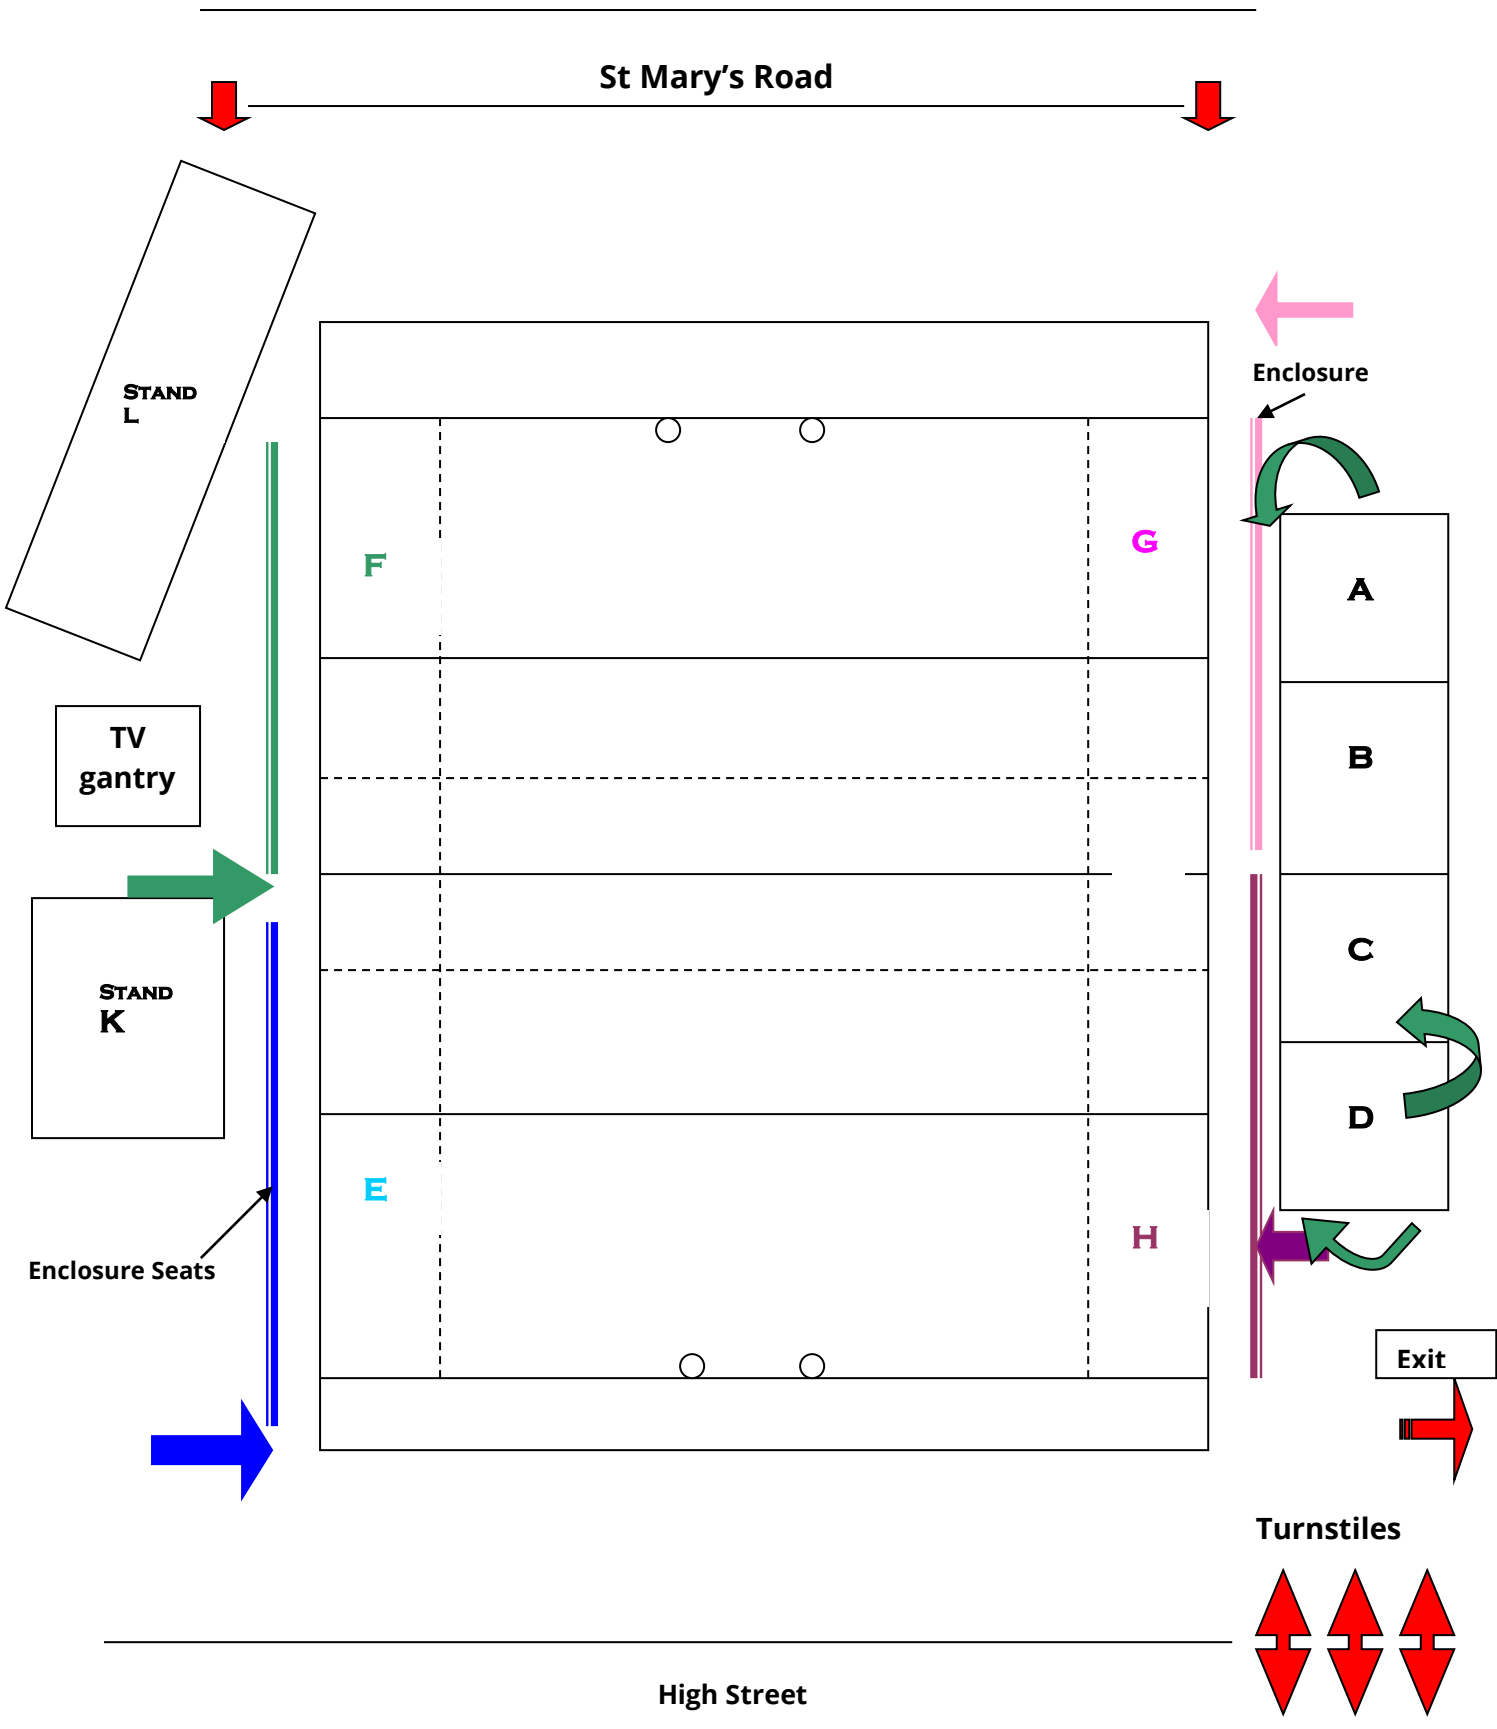 St Mary’s Road
Enclosure
Stand
L
F
G
A
TV
gantry
B
C
Stand
K
D
E
H
Enclosure Seats
Exit
Turnstiles
High Street